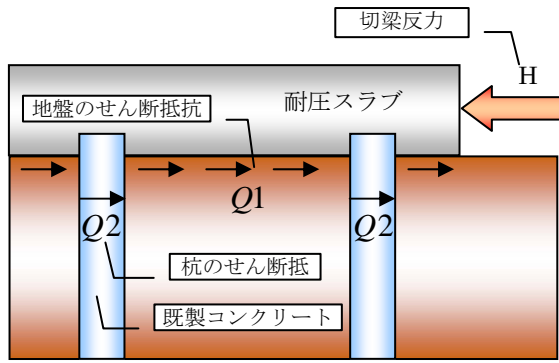 切梁反力
H
耐圧スラブ
地盤のせん断抵抗
Q1
Q2
Q2
杭のせん断抵
既製コンクリート